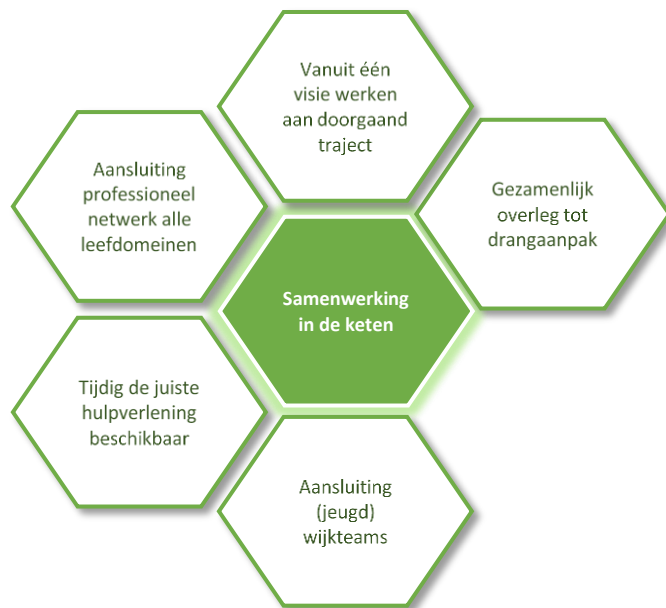 Vanuit één
visie werken
aan doorgaand
traject
Aansluiting
professioneel
netwerk alle
leefdomeinen
Gezamenlijk
overleg tot
drangaanpak
Samenwerking
in de keten
Tijdig de juiste
hulpverlening
beschikbaar
Aansluiting
(jeugd)
wijkteams